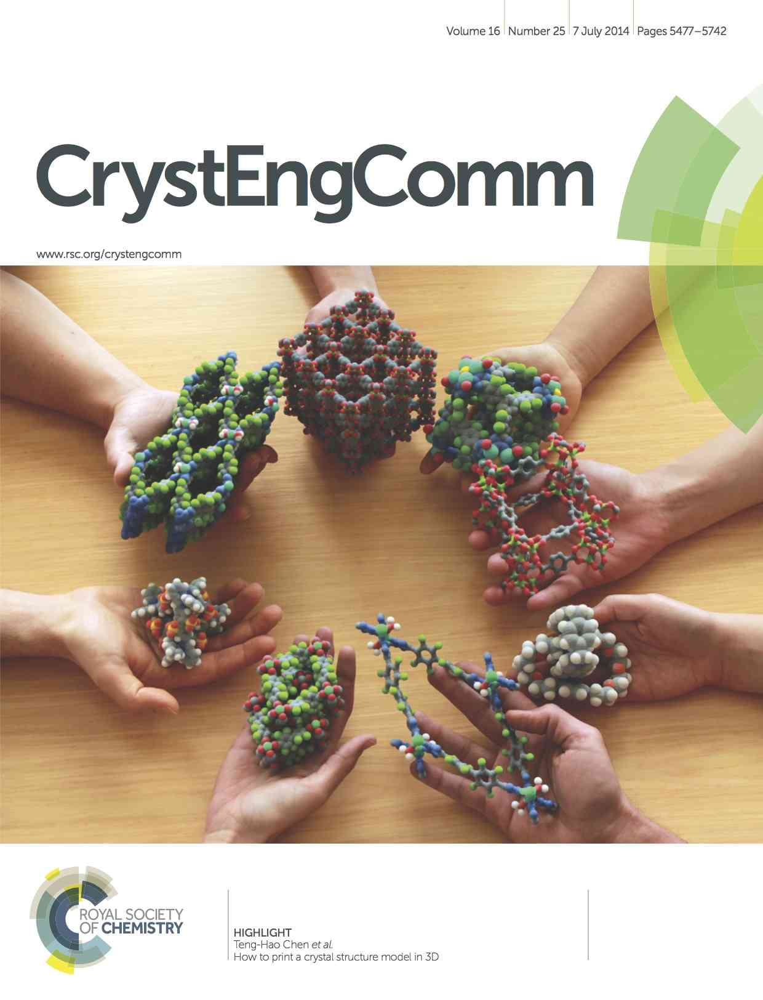 Volume 16 Number 25 7 July 2014 Pages 5477–5742
CrystEngComm
www.rsc.org/crystengcomm
ROYAL SOCIETY
OF CHEMISTRY
HIGHLIGHT
Teng-Hao Chen et al.
How to print a crystal structure model in 3D